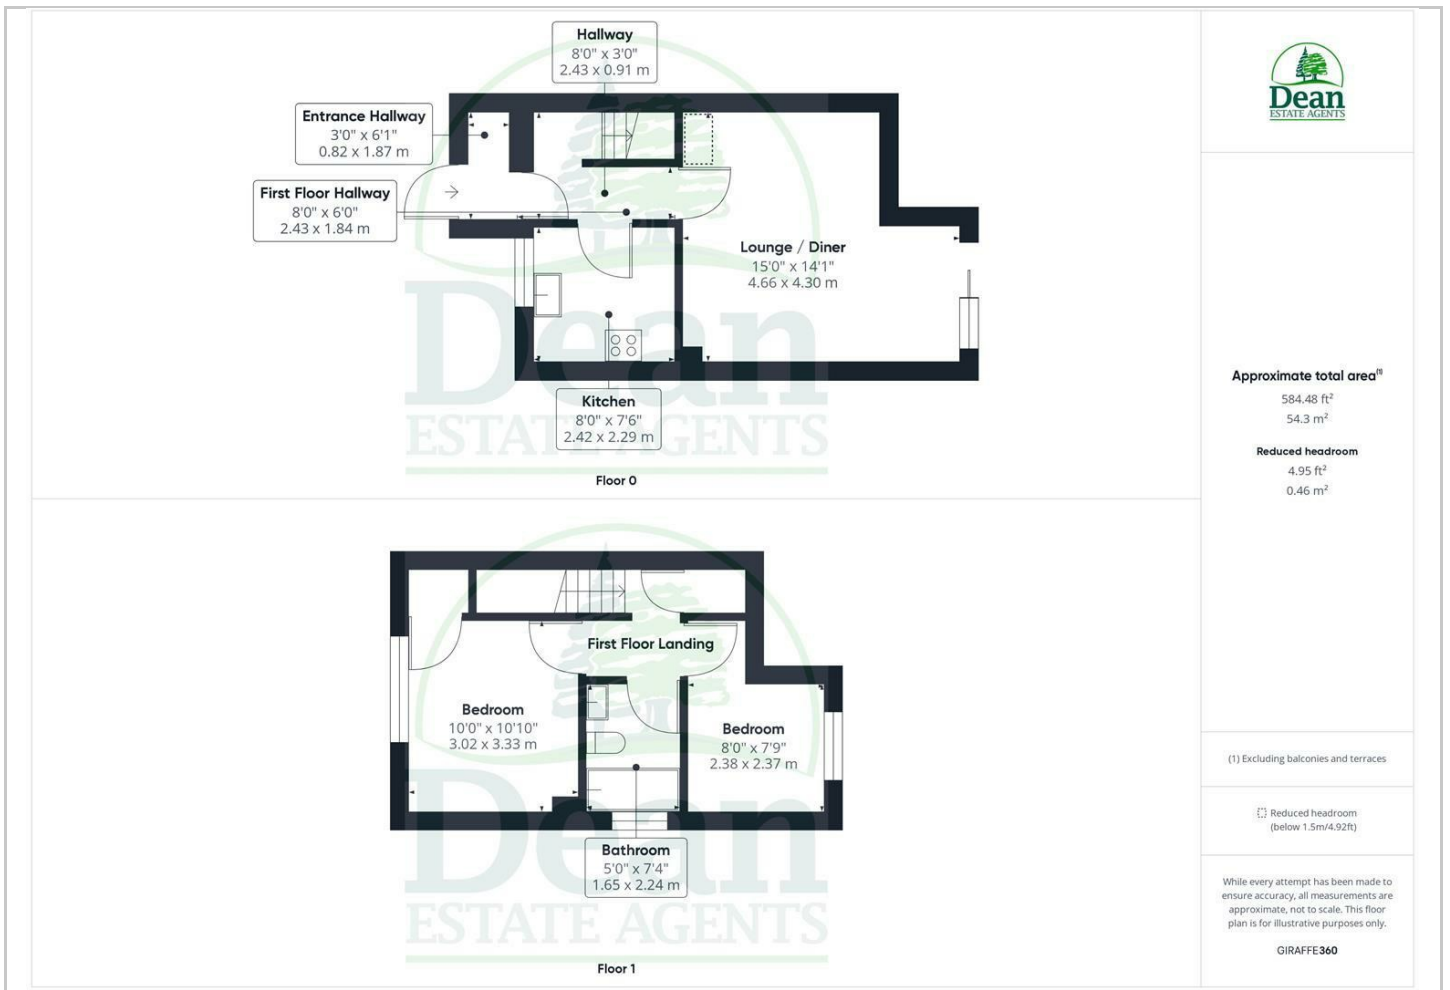 Hallway
8'0" x 3'0"
2.43 x 0.91 m
Entrance Hallway
3'0" x 6'1"
0.82 x 1.87 m
First Floor Hallway
8'0" x 6'0"
2.43 x 1.84 m
Lounge / Diner
15'0" x 14'1"
4.66 x 4.30 m
Kitchen
8'0" x 7'6"
2.42 x 2.29 m
Dean
ESTATE AGENTS
Floor 0
First Floor Landing
Bedroom
10'0" x 10'10"
3.02 x 3.33 m
Bedroom
8'0" x 7'9"
2.38 x 2.37 m
Bathroom
5'0" x 7'4"
1.65 x 2.24 m
Dean
ESTATE AGENTS
Floor 1
Dean
ESTATE AGENTS
Approximate total area⁽¹⁾
584.48 ft²
54.3 m²
Reduced headroom
4.95 ft²
0.46 m²
(1) Excluding balconies and terraces
Reduced headroom
(below 1.5m/4.92ft)
While every attempt has been made to
ensure accuracy, all measurements are
approximate, not to scale. This floor
plan is for illustrative purposes only.
GIRAFFE360